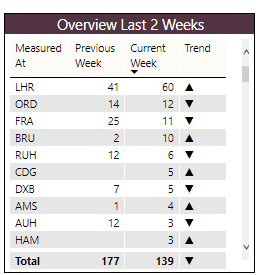 Overview Last 2 Weeks
Measured At Previous Week Current Week Trend
LHR 41 60 ▲
ORD 14 12 ▼
FRA 25 11 ▼
BRU 2 10 ▲
RUH 12 6 ▼
CDG 5 ▲
DXB 7 5 ▼
AMS 1 4 ▲
AUH 12 3 ▼
HAM 3 ▲
Total 177 139 ▼